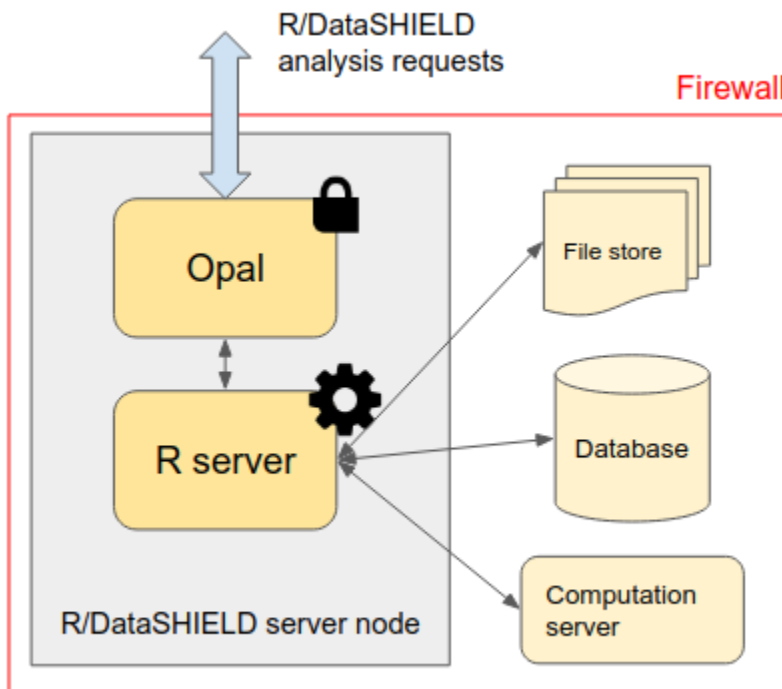 R/DataSHIELD
analysis requests
Firewall
Opal
File store
R server
Database
Computation
server
R/DataSHIELD server node